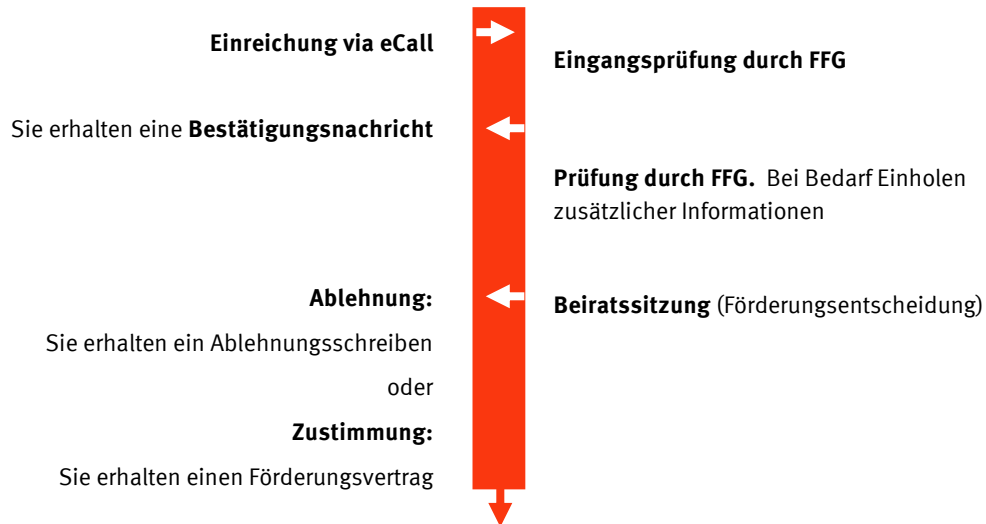 Einreichung via eCall
Eingangsprüfung durch FFG
Sie erhalten eine Bestätigungsnachricht
Prüfung durch FFG. Bei Bedarf Einholen
zusätzlicher Informationen
Ablehnung:
Beiratssitzung (Förderungsentscheidung)
Sie erhalten ein Ablehnungsschreiben
oder
Zustimmung:
Sie erhalten einen Förderungsvertrag